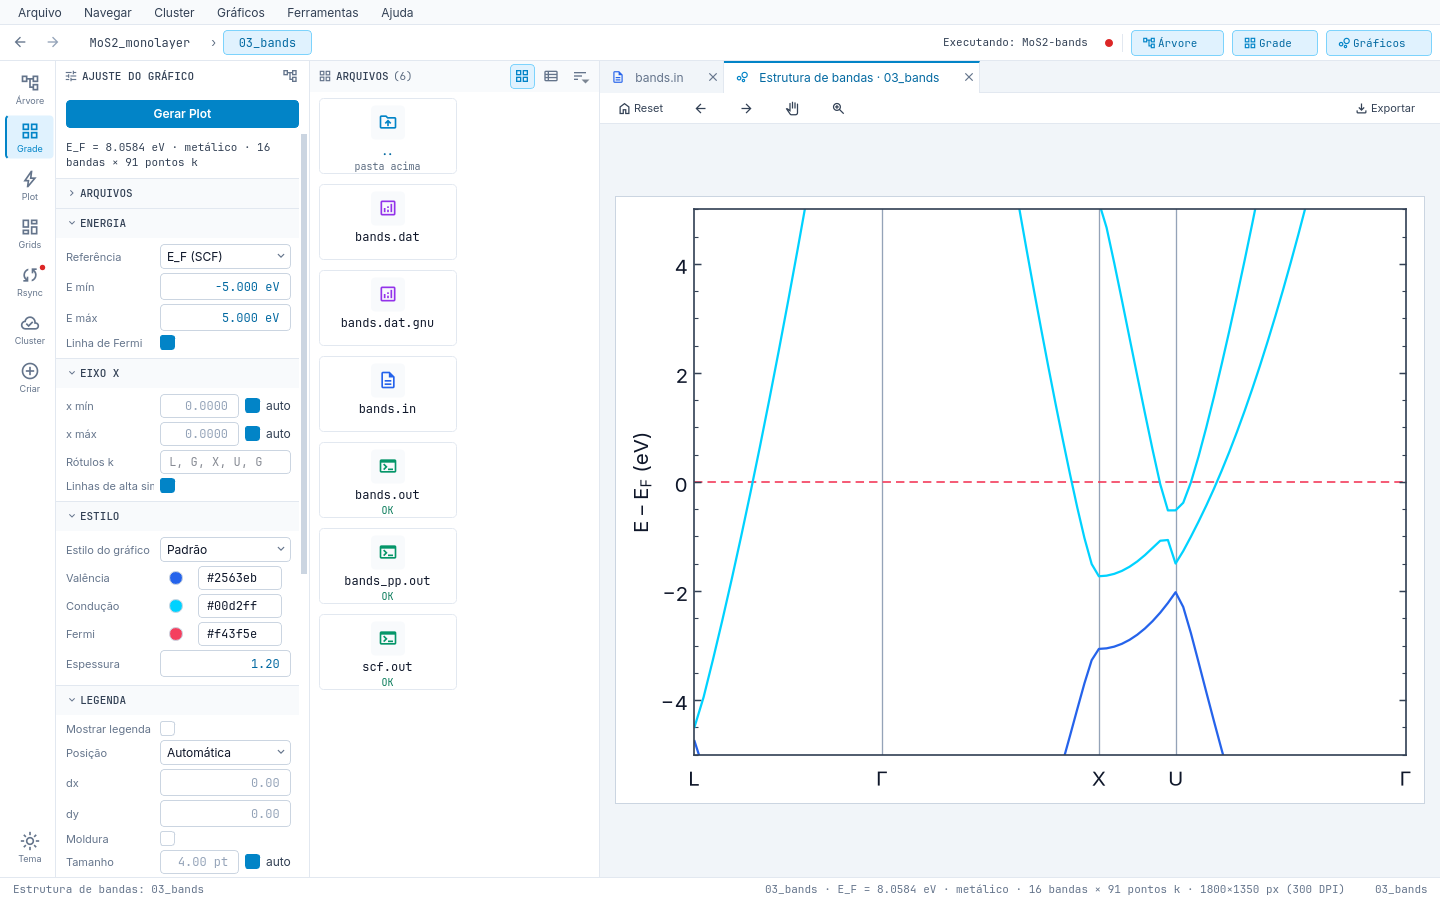 Arquivo Navegar Cluster Gráficos Ferramentas Ajuda
MoS2_monolayer › 03_bands Executando: MoS2-bands Árvore Grade Gráficos
Árvore
Grade
Plot
Grids
Rsync
Cluster
Criar
Tema
AJUSTE DO GRÁFICO
Gerar Plot
E_F = 8.0584 eV · metálico · 16
bandas × 91 pontos k
ARQUIVOS
ENERGIA
Referência E_F (SCF)
E mín -5.000 eV
E máx 5.000 eV
Linha de Fermi
EIXO X
x mín 0.0000 auto
x máx 0.0000 auto
Rótulos k L, G, X, U, G
Linhas de alta sin
ESTILO
Estilo do gráfico Padrão
Valência #2563eb
Condução #00d2ff
Fermi #f43f5e
Espessura 1.20
LEGENDA
Mostrar legenda
Posição Automática
dx 0.00
dy 0.00
Moldura
Tamanho 4.00 pt auto
ARQUIVOS (6)
..
pasta acima
bands.dat
bands.dat.gnu
bands.in
bands.out
OK
bands_pp.out
OK
scf.out
OK
bands.in Estrutura de bandas · 03_bands
Reset Exportar
E − E_F (eV)
4
2
0
−2
−4
L Γ X U Γ
Estrutura de bandas: 03_bands 03_bands · E_F = 8.0584 eV · metálico · 16 bandas × 91 pontos k · 1800×1350 px (300 DPI) 03_bands